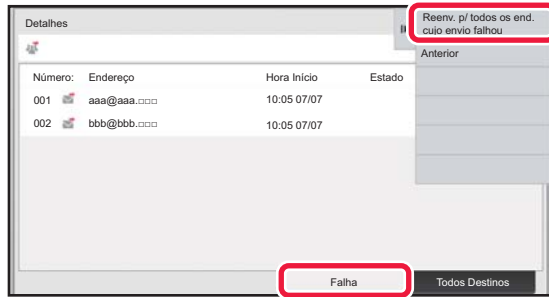 Detalhes
Reenv. p/ todos os end.
cujo envio falhou
Anterior
Número: Endereço Hora Início Estado
001 aaa@aaa.□□□ 10:05 07/07
002 bbb@bbb.□□□ 10:05 07/07
Falha Todos Destinos